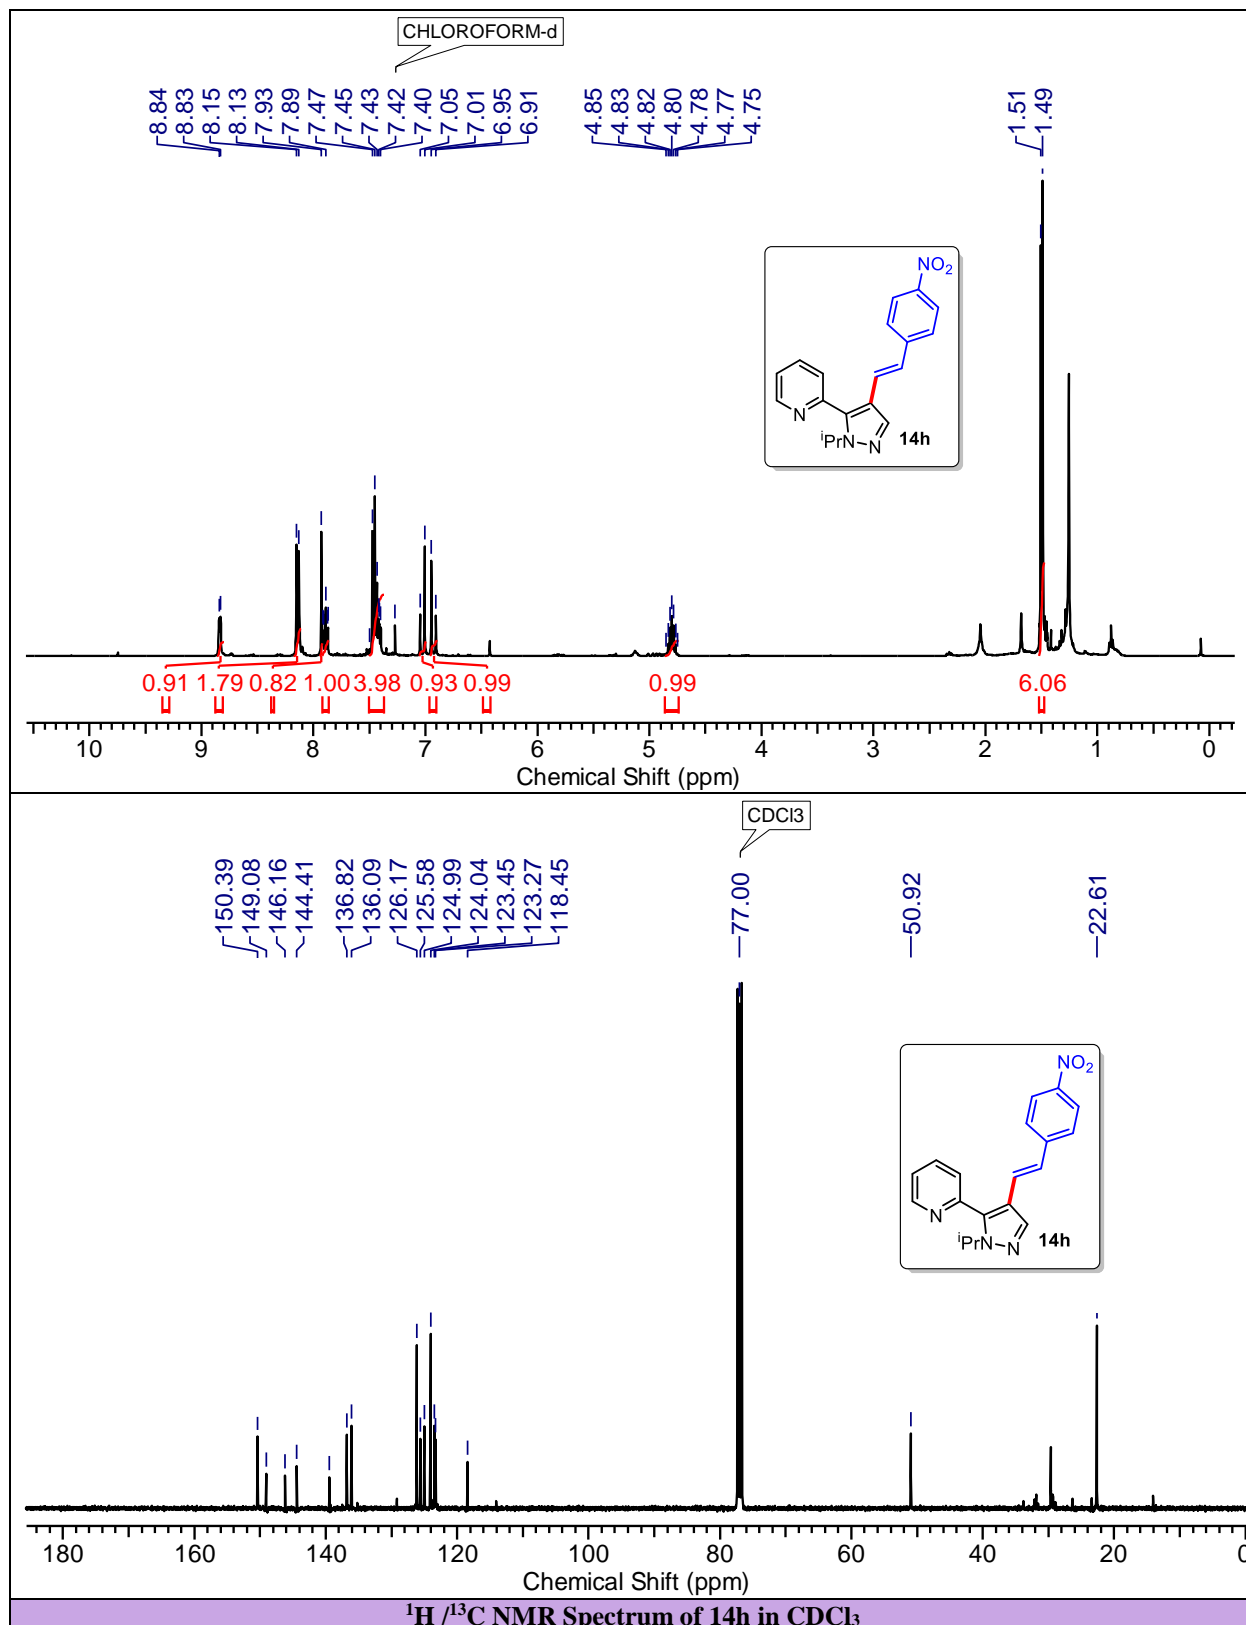 CHLOROFORM-d
8.84
8.83
8.15
8.13
7.93
7.89
7.47
7.45
7.43
7.42
7.40
7.05
7.01
6.95
6.91
4.85
4.83
4.82
4.80
4.78
4.77
4.75
1.51
1.49
NO2
N
iPrN
N
14h
0.91 1.79 0.82 1.00 3.98 0.93 0.99 0.99 6.06
10 9 8 7 6 5 4 3 2 1 0
Chemical Shift (ppm)
CDCl3
150.39
149.08
146.16
144.41
136.82
136.09
126.17
125.58
124.99
124.04
123.45
123.27
118.45
77.00
50.92
22.61
NO2
N
iPrN
N
14h
180 160 140 120 100 80 60 40 20 0
Chemical Shift (ppm)
¹H /¹³C NMR Spectrum of 14h in CDCl₃